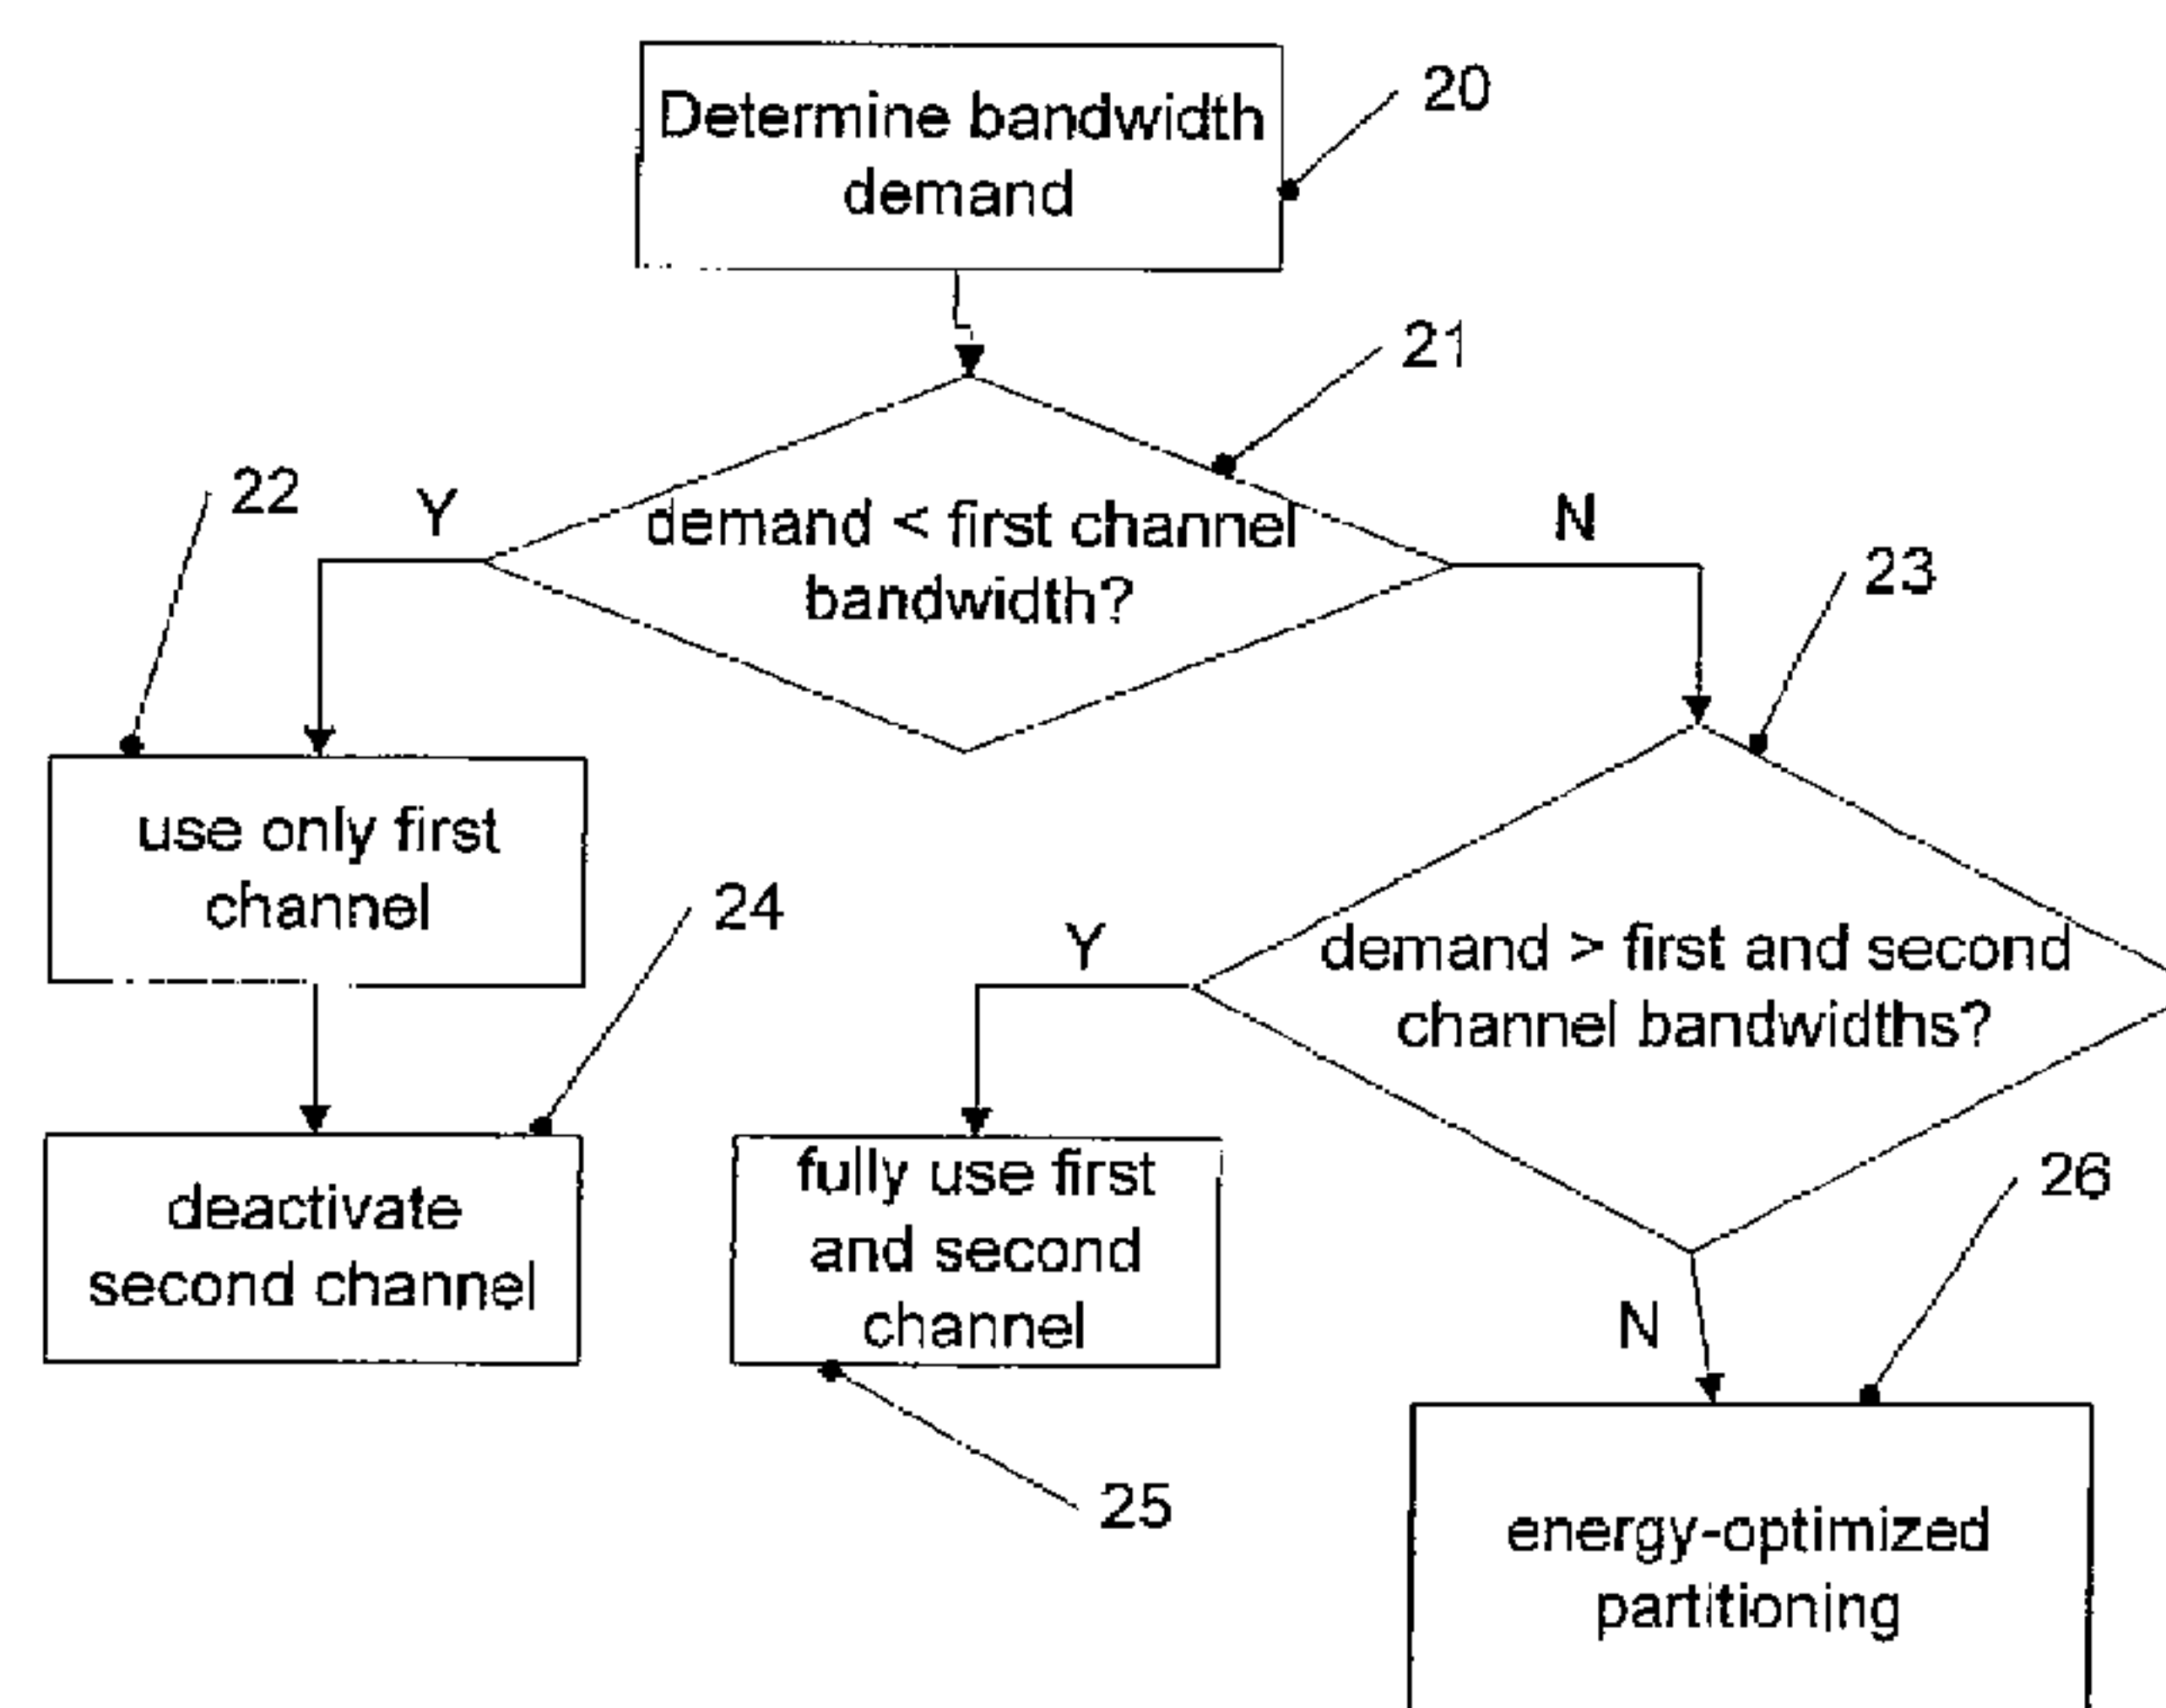 Determine bandwidth
demand
20
21
demand < first channel
bandwidth?
Y
N
22
23
use only first
channel
24
demand > first and second
channel bandwidths?
Y
N
deactivate
second channel
fully use first
and second
channel
25
26
energy-optimized
partitioning